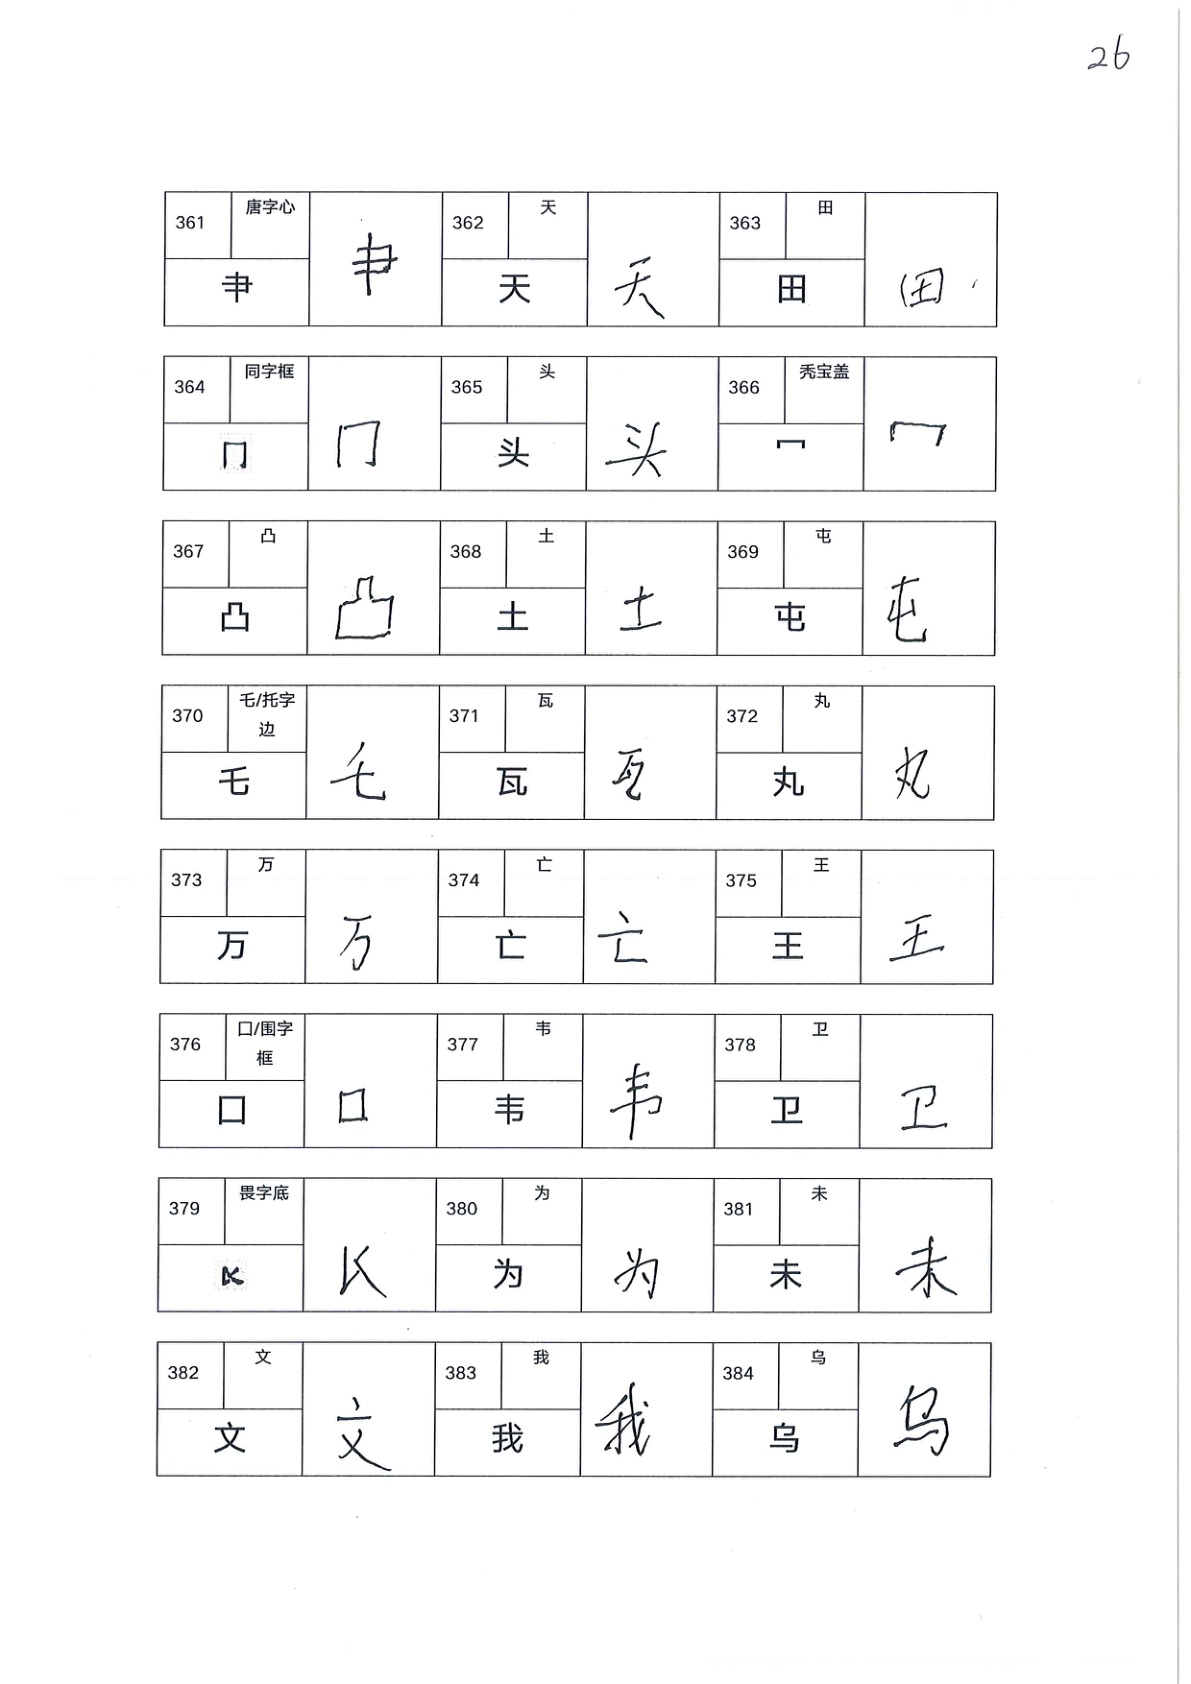 26
361 唐字心 肀 肀 362 天 天 天 363 田 田 田
364 同字框 冂 冂 365 头 头 头 366 秃宝盖 冖 冖
367 凸 凸 凸 368 土 土 土 369 屯 屯 屯
370 乇/托字边 乇 乇 371 瓦 瓦 瓦 372 丸 丸 丸
373 万 万 万 374 亡 亡 亡 375 王 王 王
376 囗/围字框 囗 囗 377 韦 韦 韦 378 卫 卫 卫
379 畏字底 380 为 为 为 381 未 未 未
382 文 文 文 383 我 我 我 384 乌 乌 乌